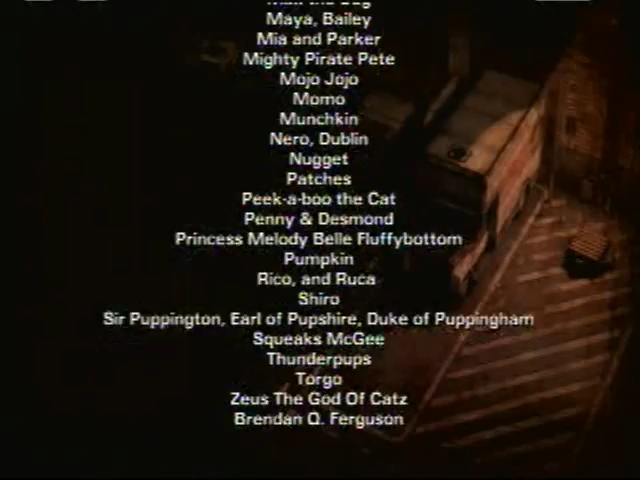 Maya, Bailey
Mia and Parker
Mighty Pirate Pete
Mojo Jojo
Momo
Munchkin
Nero, Dublin
Nugget
Patches
Peek-a-boo the Cat
Penny & Desmond
Princess Melody Belle Fluffybottom
Pumpkin
Rico, and Ruca
Shiro
Sir Puppington, Earl of Pupshire, Duke of Puppingham
Squeaks McGee
Thunderpups
Torgo
Zeus The God Of Catz
Brendan Q. Ferguson